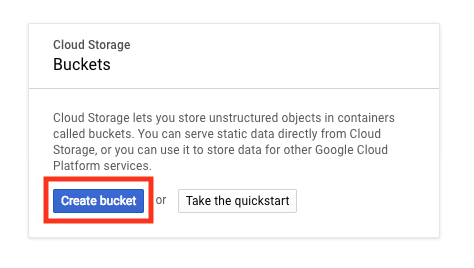 Cloud Storage
Buckets
Cloud Storage lets you store unstructured objects in containers
called buckets. You can serve static data directly from Cloud
Storage, or you can use it to store data for other Google Cloud
Platform services.
Create bucket or Take the quickstart